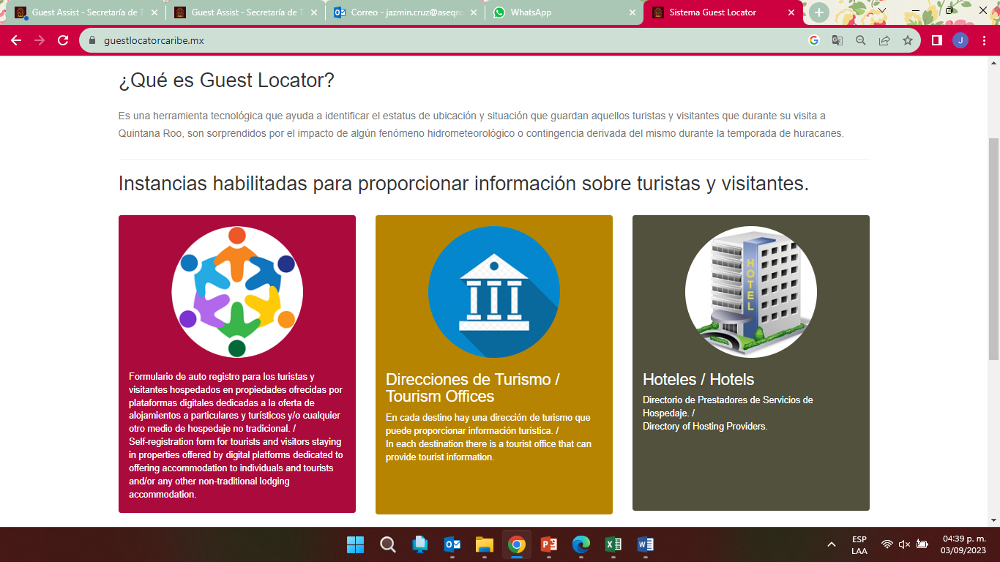 Guest Assist - Secretaría de T
Guest Assist - Secretaría de T
Correo - jazmin.cruz@aseqro
WhatsApp
Sistema Guest Locator
guestlocatorcaribe.mx
J
¿Qué es Guest Locator?
Es una herramienta tecnológica que ayuda a identificar el estatus de ubicación y situación que guardan aquellos turistas y visitantes que durante su visita a
Quintana Roo, son sorprendidos por el impacto de algún fenómeno hidrometeorológico o contingencia derivada del mismo durante la temporada de huracanes.
Instancias habilitadas para proporcionar información sobre turistas y visitantes.
Formulario de auto registro para los turistas y
visitantes hospedados en propiedades ofrecidas por
plataformas digitales dedicadas a la oferta de
alojamientos a particulares y turísticos y/o cualquier
otro medio de hospedaje no tradicional. /
Self-registration form for tourists and visitors staying
in properties offered by digital platforms dedicated to
offering accommodation to individuals and tourists
and/or any other non-traditional lodging
accommodation.
Direcciones de Turismo /
Tourism Offices
En cada destino hay una dirección de turismo que
puede proporcionar información turística. /
In each destination there is a tourist office that can
provide tourist information.
HOTEL
Hoteles / Hotels
Directorio de Prestadores de Servicios de
Hospedaje. /
Directory of Hosting Providers.
ESP
LAA
04:39 p. m.
03/09/2023